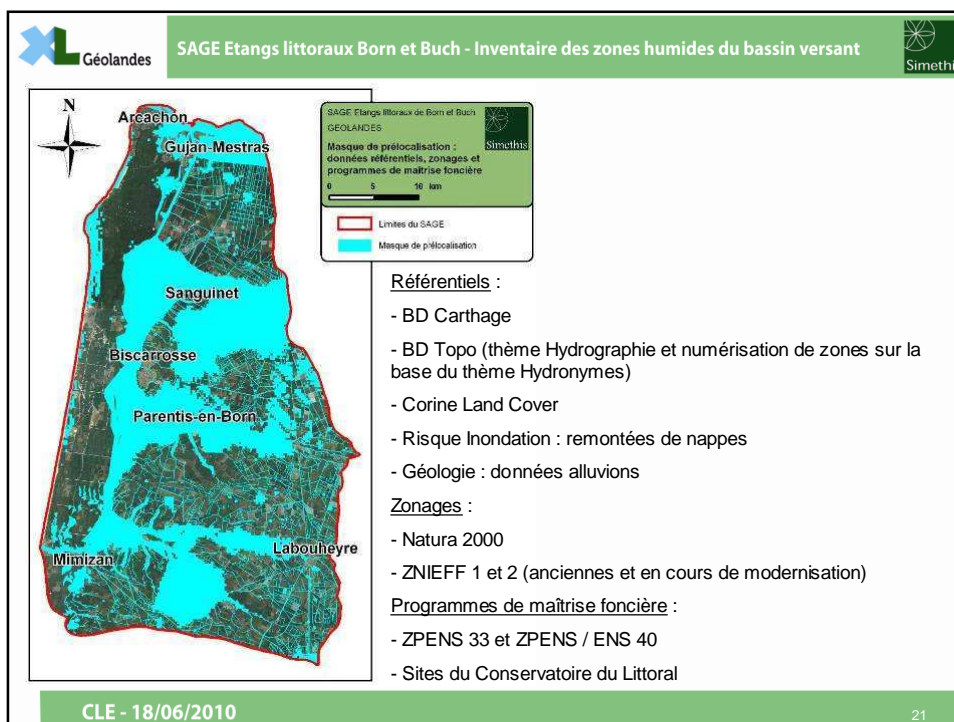 XL Géolandes
SAGE Etangs littoraux Born et Buch - Inventaire des zones humides du bassin versant
Simethis
N
Arcachon
Gujan-Mestras
Sanguinet
Biscarrosse
Parentis-en-Born
Mimizan
Labouheyre
SAGE Etangs littoraux de Born et Buch
GEOLANDES
Simethis
Masque de prélocalisation :
données référentiels, zonages et
programmes de maîtrise foncière
0 5 10 km
Limites du SAGE
Masque de prélocalisation
Référentiels :
- BD Carthage
- BD Topo (thème Hydrographie et numérisation de zones sur la
base du thème Hydronymes)
- Corine Land Cover
- Risque Inondation : remontées de nappes
- Géologie : données alluvions
Zonages :
- Natura 2000
- ZNIEFF 1 et 2 (anciennes et en cours de modernisation)
Programmes de maîtrise foncière :
- ZPENS 33 et ZPENS / ENS 40
- Sites du Conservatoire du Littoral
CLE - 18/06/2010
21